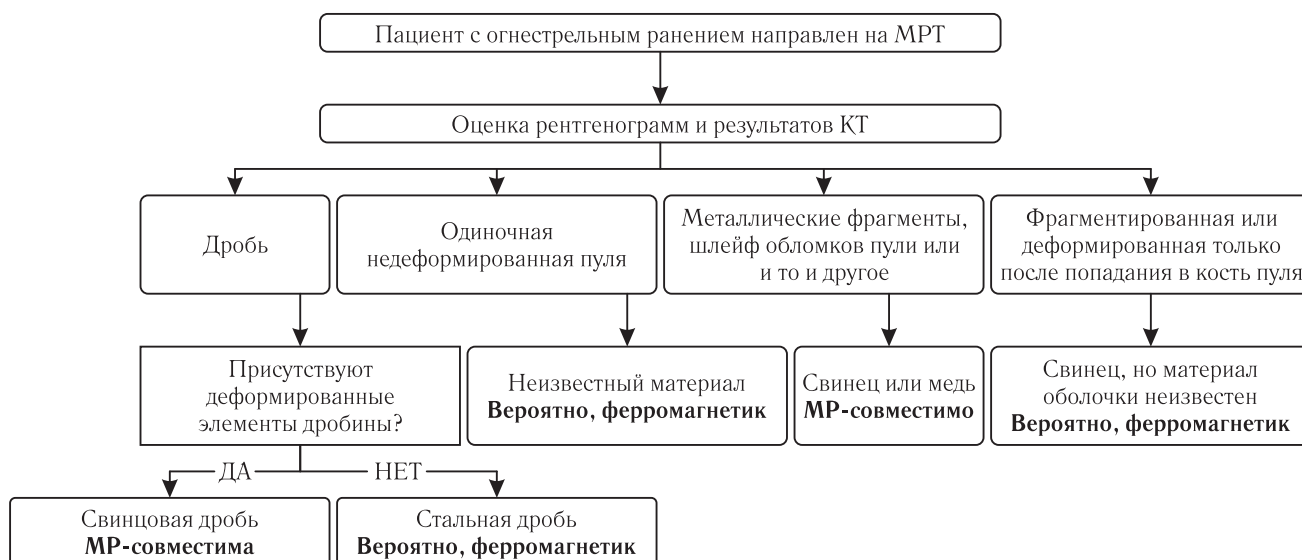 Пациент с огнестрельным ранением направлен на МРТ
Оценка рентгенограмм и результатов КТ
Дробь
Одиночная
недеформированная пуля
Металлические фрагменты,
шлейф обломков пули или
и то и другое
Фрагментированная или
деформированная только
после попадания в кость пуля
Присутствуют
деформированные
элементы дробины?
Неизвестный материал
Вероятно, ферромагнетик
Свинец или медь
МР-совместимо
Свинец, но материал
оболочки неизвестен
Вероятно, ферромагнетик
ДА
НЕТ
Свинцовая дробь
МР-совместима
Стальная дробь
Вероятно, ферромагнетик